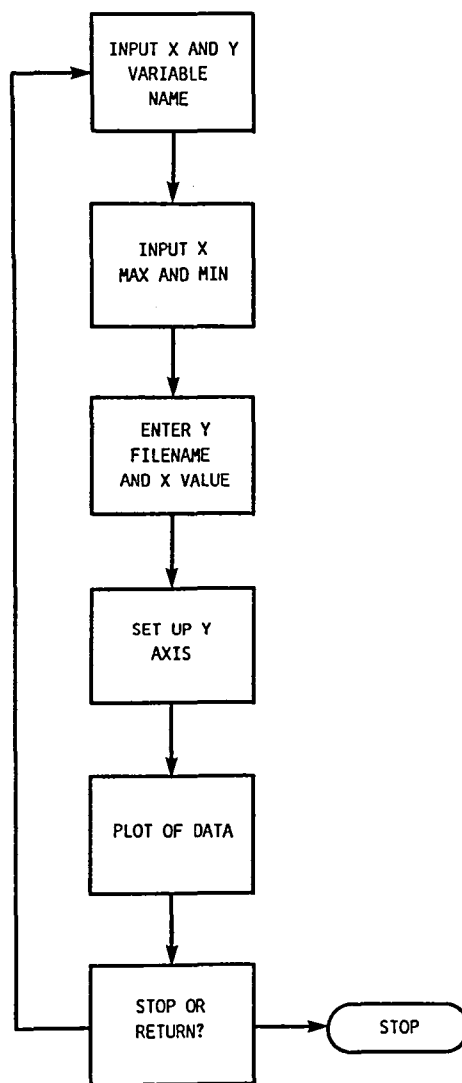 INPUT X AND Y
VARIABLE
NAME
INPUT X
MAX AND MIN
ENTER Y
FILENAME
AND X VALUE
SET UP Y
AXIS
PLOT OF DATA
STOP OR
RETURN?
STOP